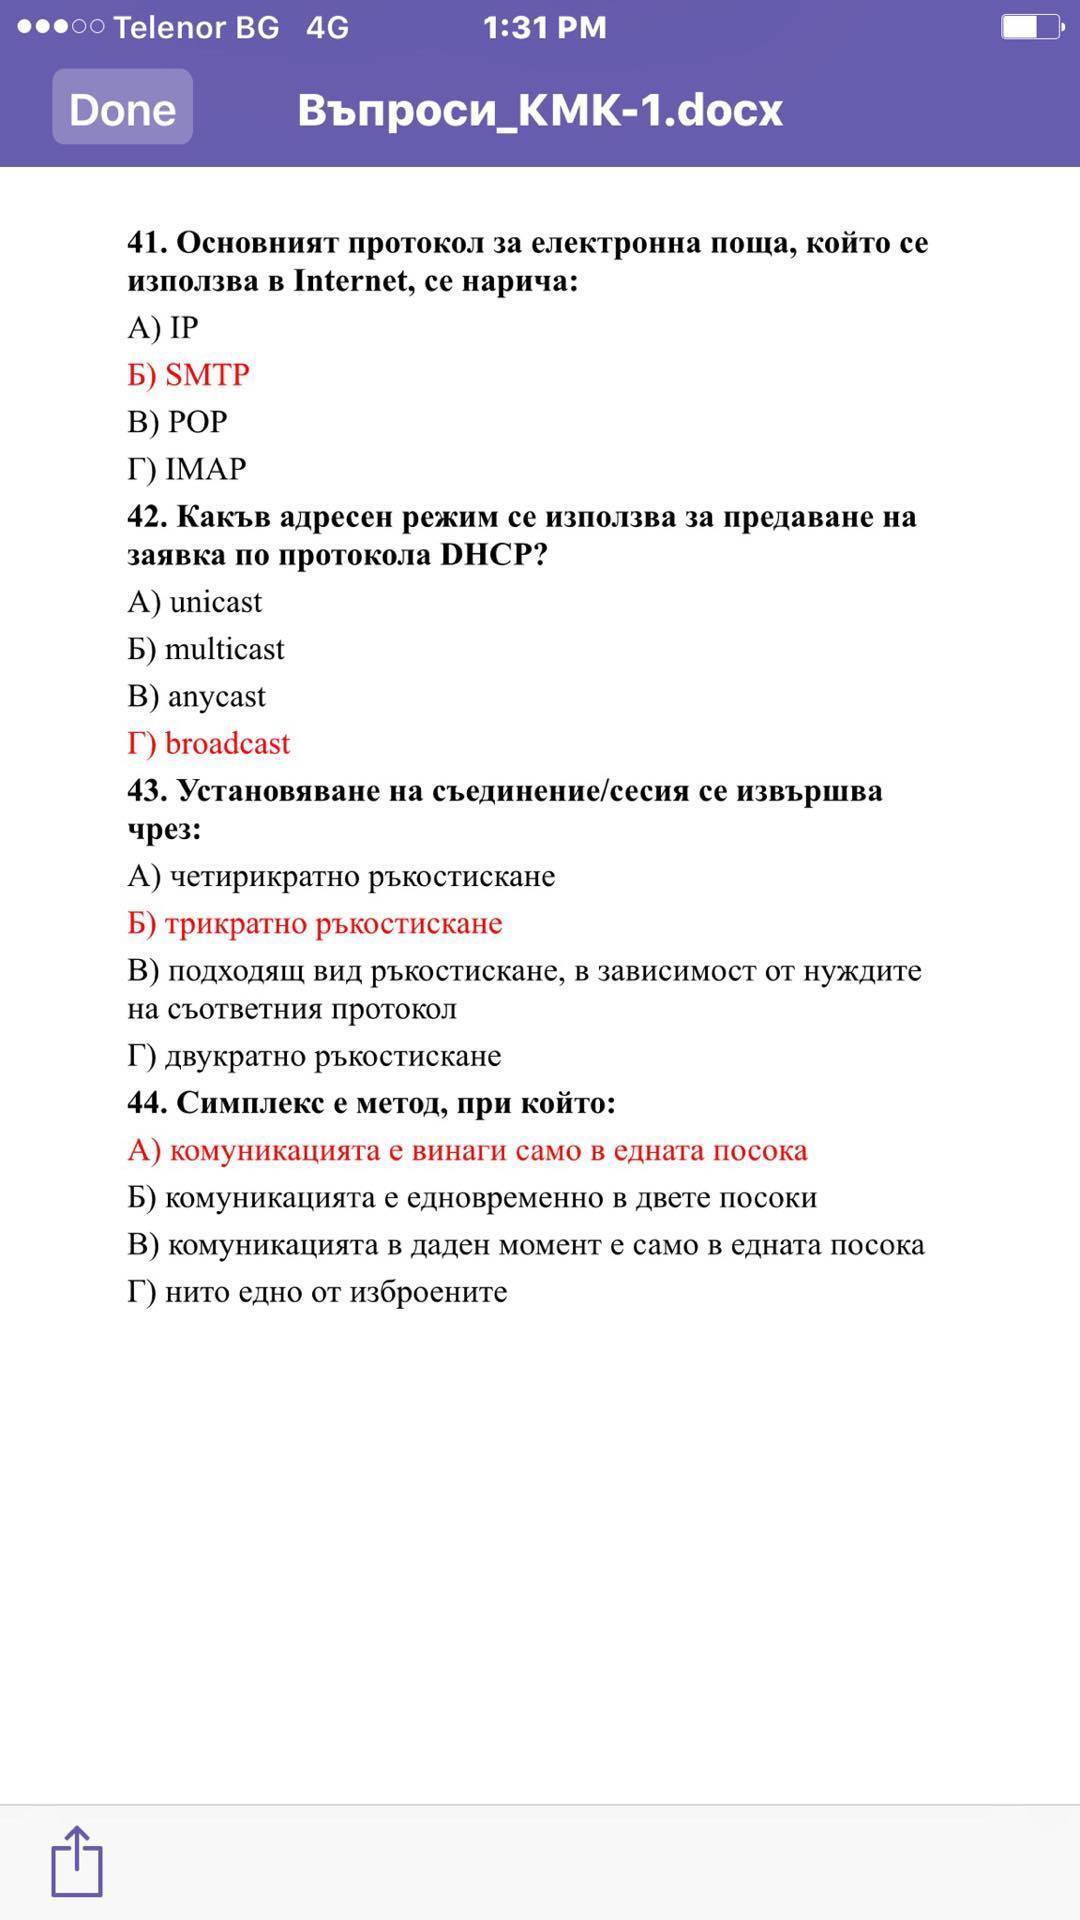 Telenor BG 4G 1:31 PM
Done Въпроси_КМК-1.docx
41. Основният протокол за електронна поща, който се
използва в Internet, се нарича:
А) IP
Б) SMTP
В) POP
Г) IMAP
42. Какъв адресен режим се използва за предаване на
заявка по протокола DHCP?
А) unicast
Б) multicast
В) anycast
Г) broadcast
43. Установяване на съединение/сесия се извършва
чрез:
А) четирикратно ръкостискане
Б) трикратно ръкостискане
В) подходящ вид ръкостискане, в зависимост от нуждите
на съответния протокол
Г) двукратно ръкостискане
44. Симплекс е метод, при който:
А) комуникацията е винаги само в едната посока
Б) комуникацията е едновременно в двете посоки
В) комуникацията в даден момент е само в едната посока
Г) нито едно от изброените